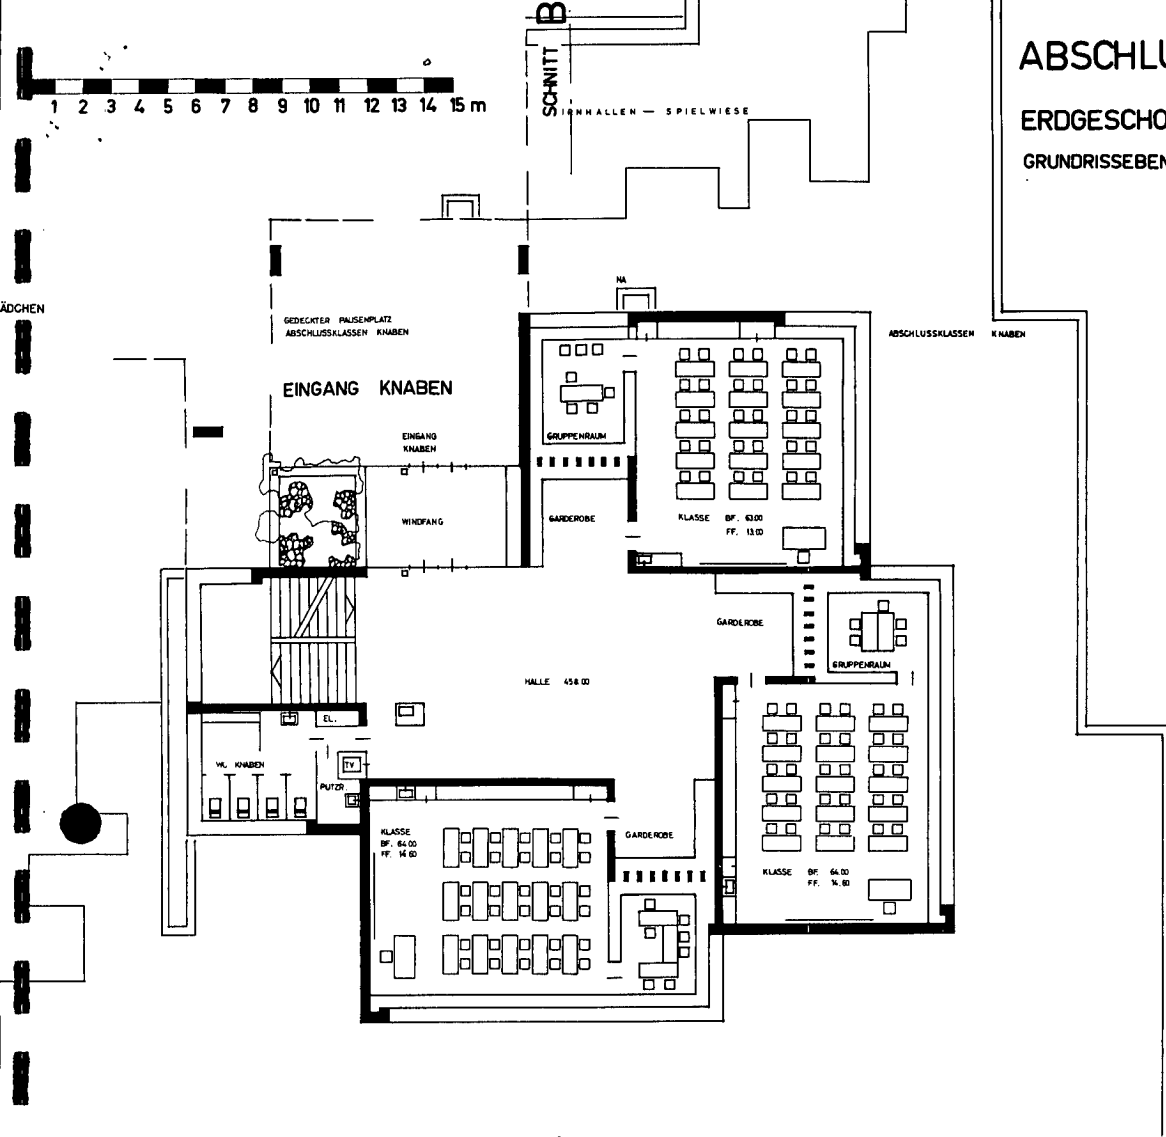 SCHNITT B
ABSCHLU
ERDGESCHO
GRUNDRISSEBEN
1 2 3 4 5 6 7 8 9 10 11 12 13 14 15 m
SPIELWIESE
ÄDCHEN
NA
GEDECKTER PAUSENPLATZ
ABSCHLUSSKLASSEN KNABEN
ABSCHLUSSKLASSEN KNABEN
EINGANG KNABEN
EINGANG
KNABEN
GRUPPENRAUM
WINDFANG
GARDEROBE
KLASSE BF. 63.00
FF. 13.00
GARDEROBE
GRUPPENRAUM
HALLE 458.00
EL.
WC KNABEN
TV
PUTZR.
KLASSE
BF. 64.00
FF. 14.60
GARDEROBE
KLASSE BF. 64.00
FF. 14.60